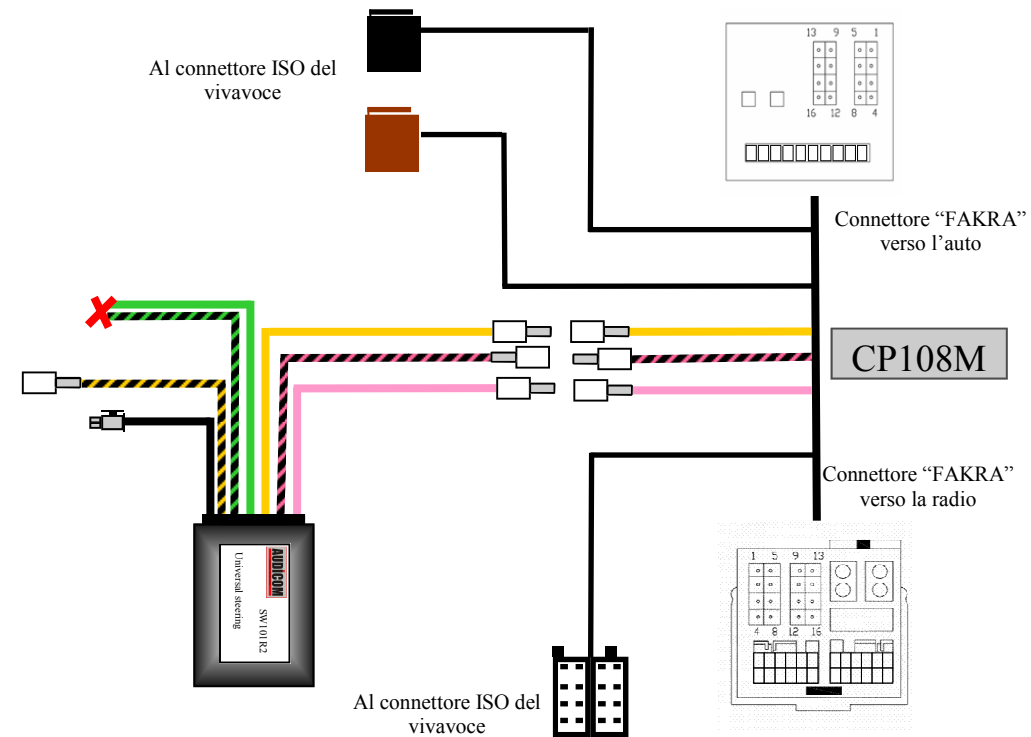 Al connettore ISO del
vivavoce
13 9 5 1
16 12 8 4
Connettore “FAKRA”
verso l’auto
CP108M
Connettore “FAKRA”
verso la radio
1 5 9 13
4 8 12 16
AUDICOM
SW101R2
Universal steering
Al connettore ISO del
vivavoce